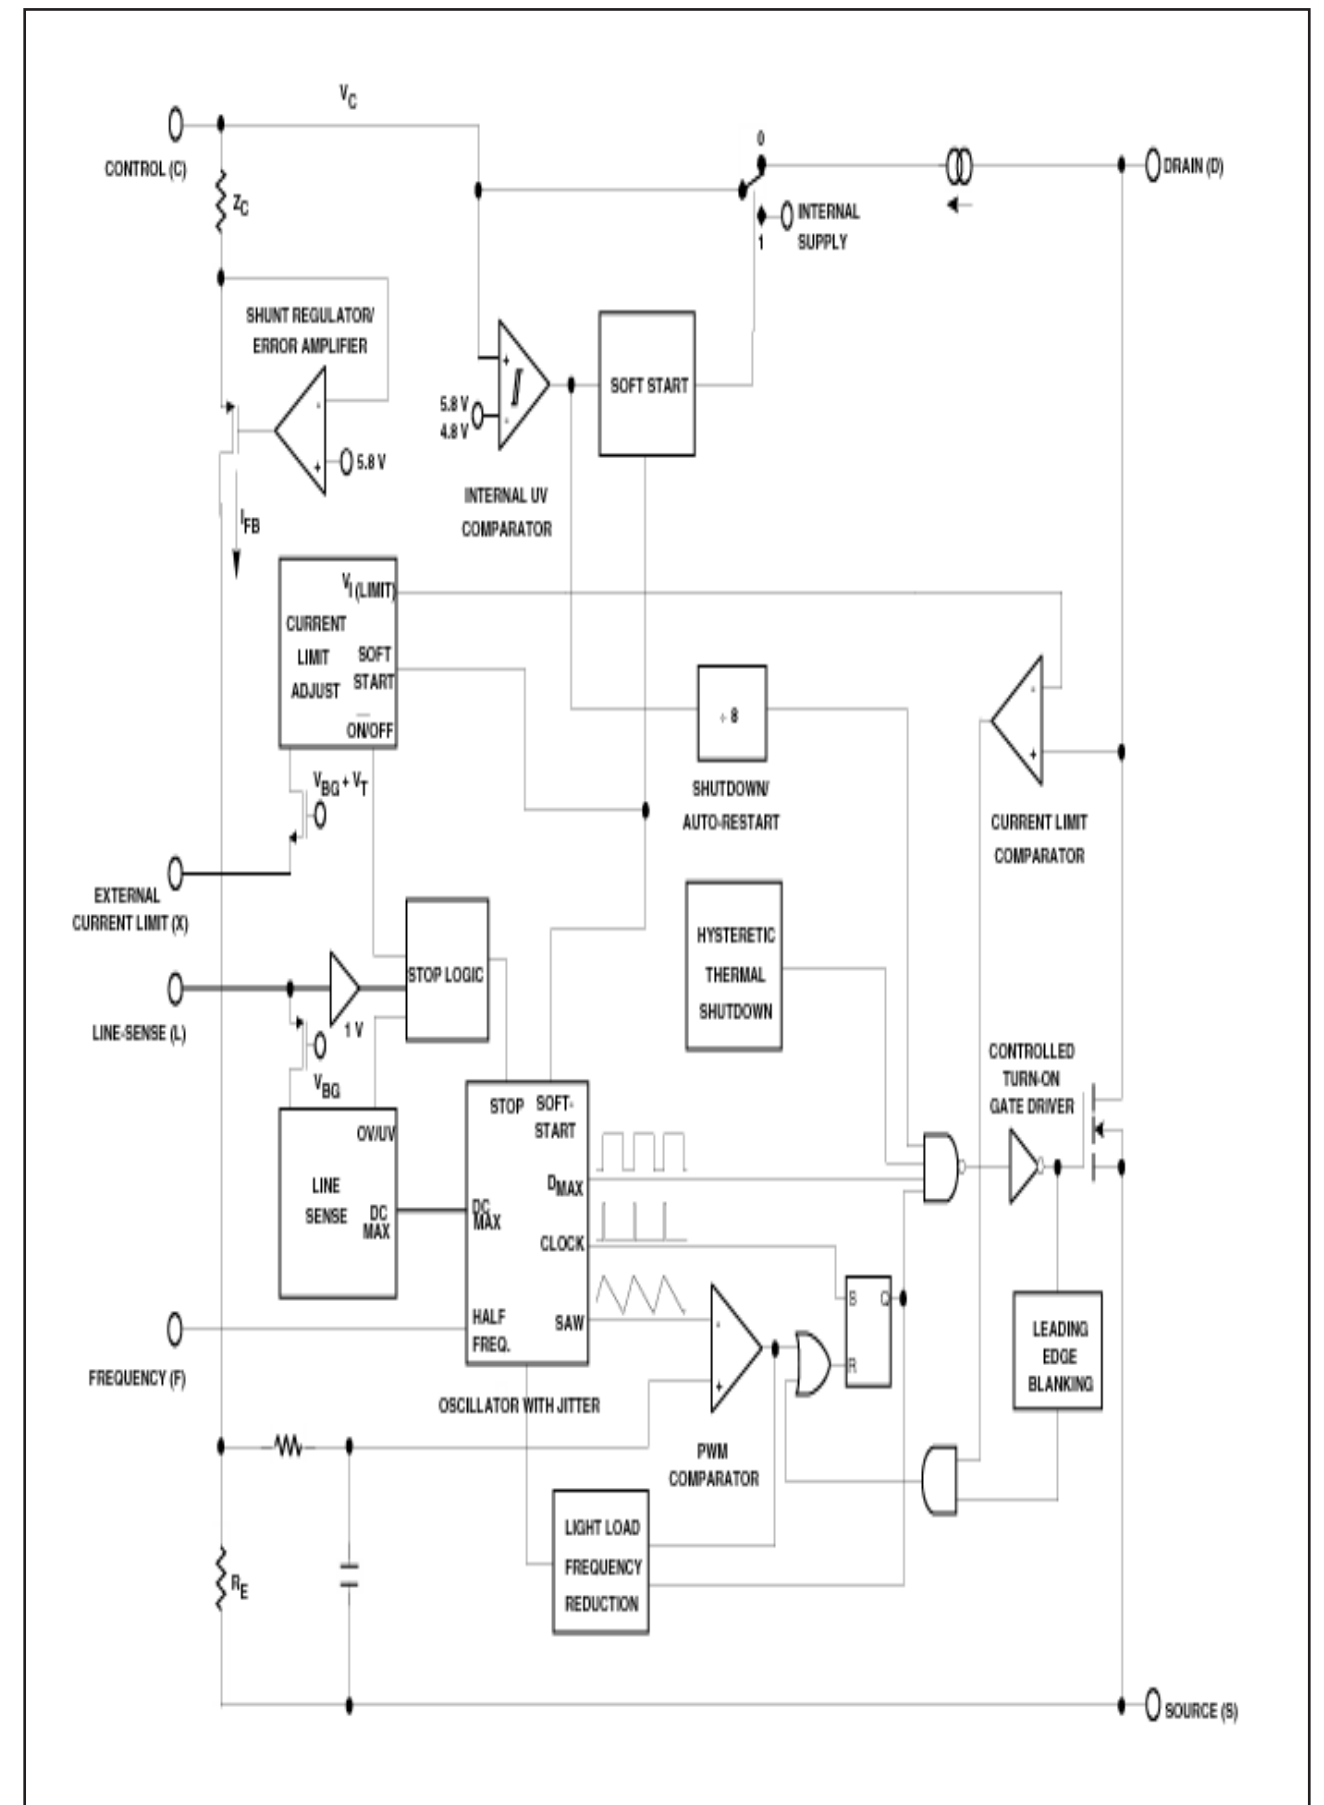 VC
0
CONTROL (C)
DRAIN (D)
ZC
INTERNAL
SUPPLY
1
SHUNT REGULATOR/
ERROR AMPLIFIER
-
+
5.8 V
+
-
5.8 V
4.8 V
SOFT START
INTERNAL UV
COMPARATOR
IFB
VI (LIMIT)
CURRENT
LIMIT
ADJUST
SOFT
START
ON/OFF
÷ 8
SHUTDOWN/
AUTO-RESTART
-
+
CURRENT LIMIT
COMPARATOR
VBG + VT
EXTERNAL
CURRENT LIMIT (X)
STOP LOGIC
HYSTERETIC
THERMAL
SHUTDOWN
LINE-SENSE (L)
1 V
VBG
CONTROLLED
TURN-ON
GATE DRIVER
OV/UV
LINE
SENSE
DC
MAX
STOP
SOFT-
START
DMAX
DC
MAX
CLOCK
HALF
FREQ.
SAW
-
+
S
Q
R
LEADING
EDGE
BLANKING
FREQUENCY (F)
OSCILLATOR WITH JITTER
PWM
COMPARATOR
LIGHT LOAD
FREQUENCY
REDUCTION
RE
SOURCE (S)